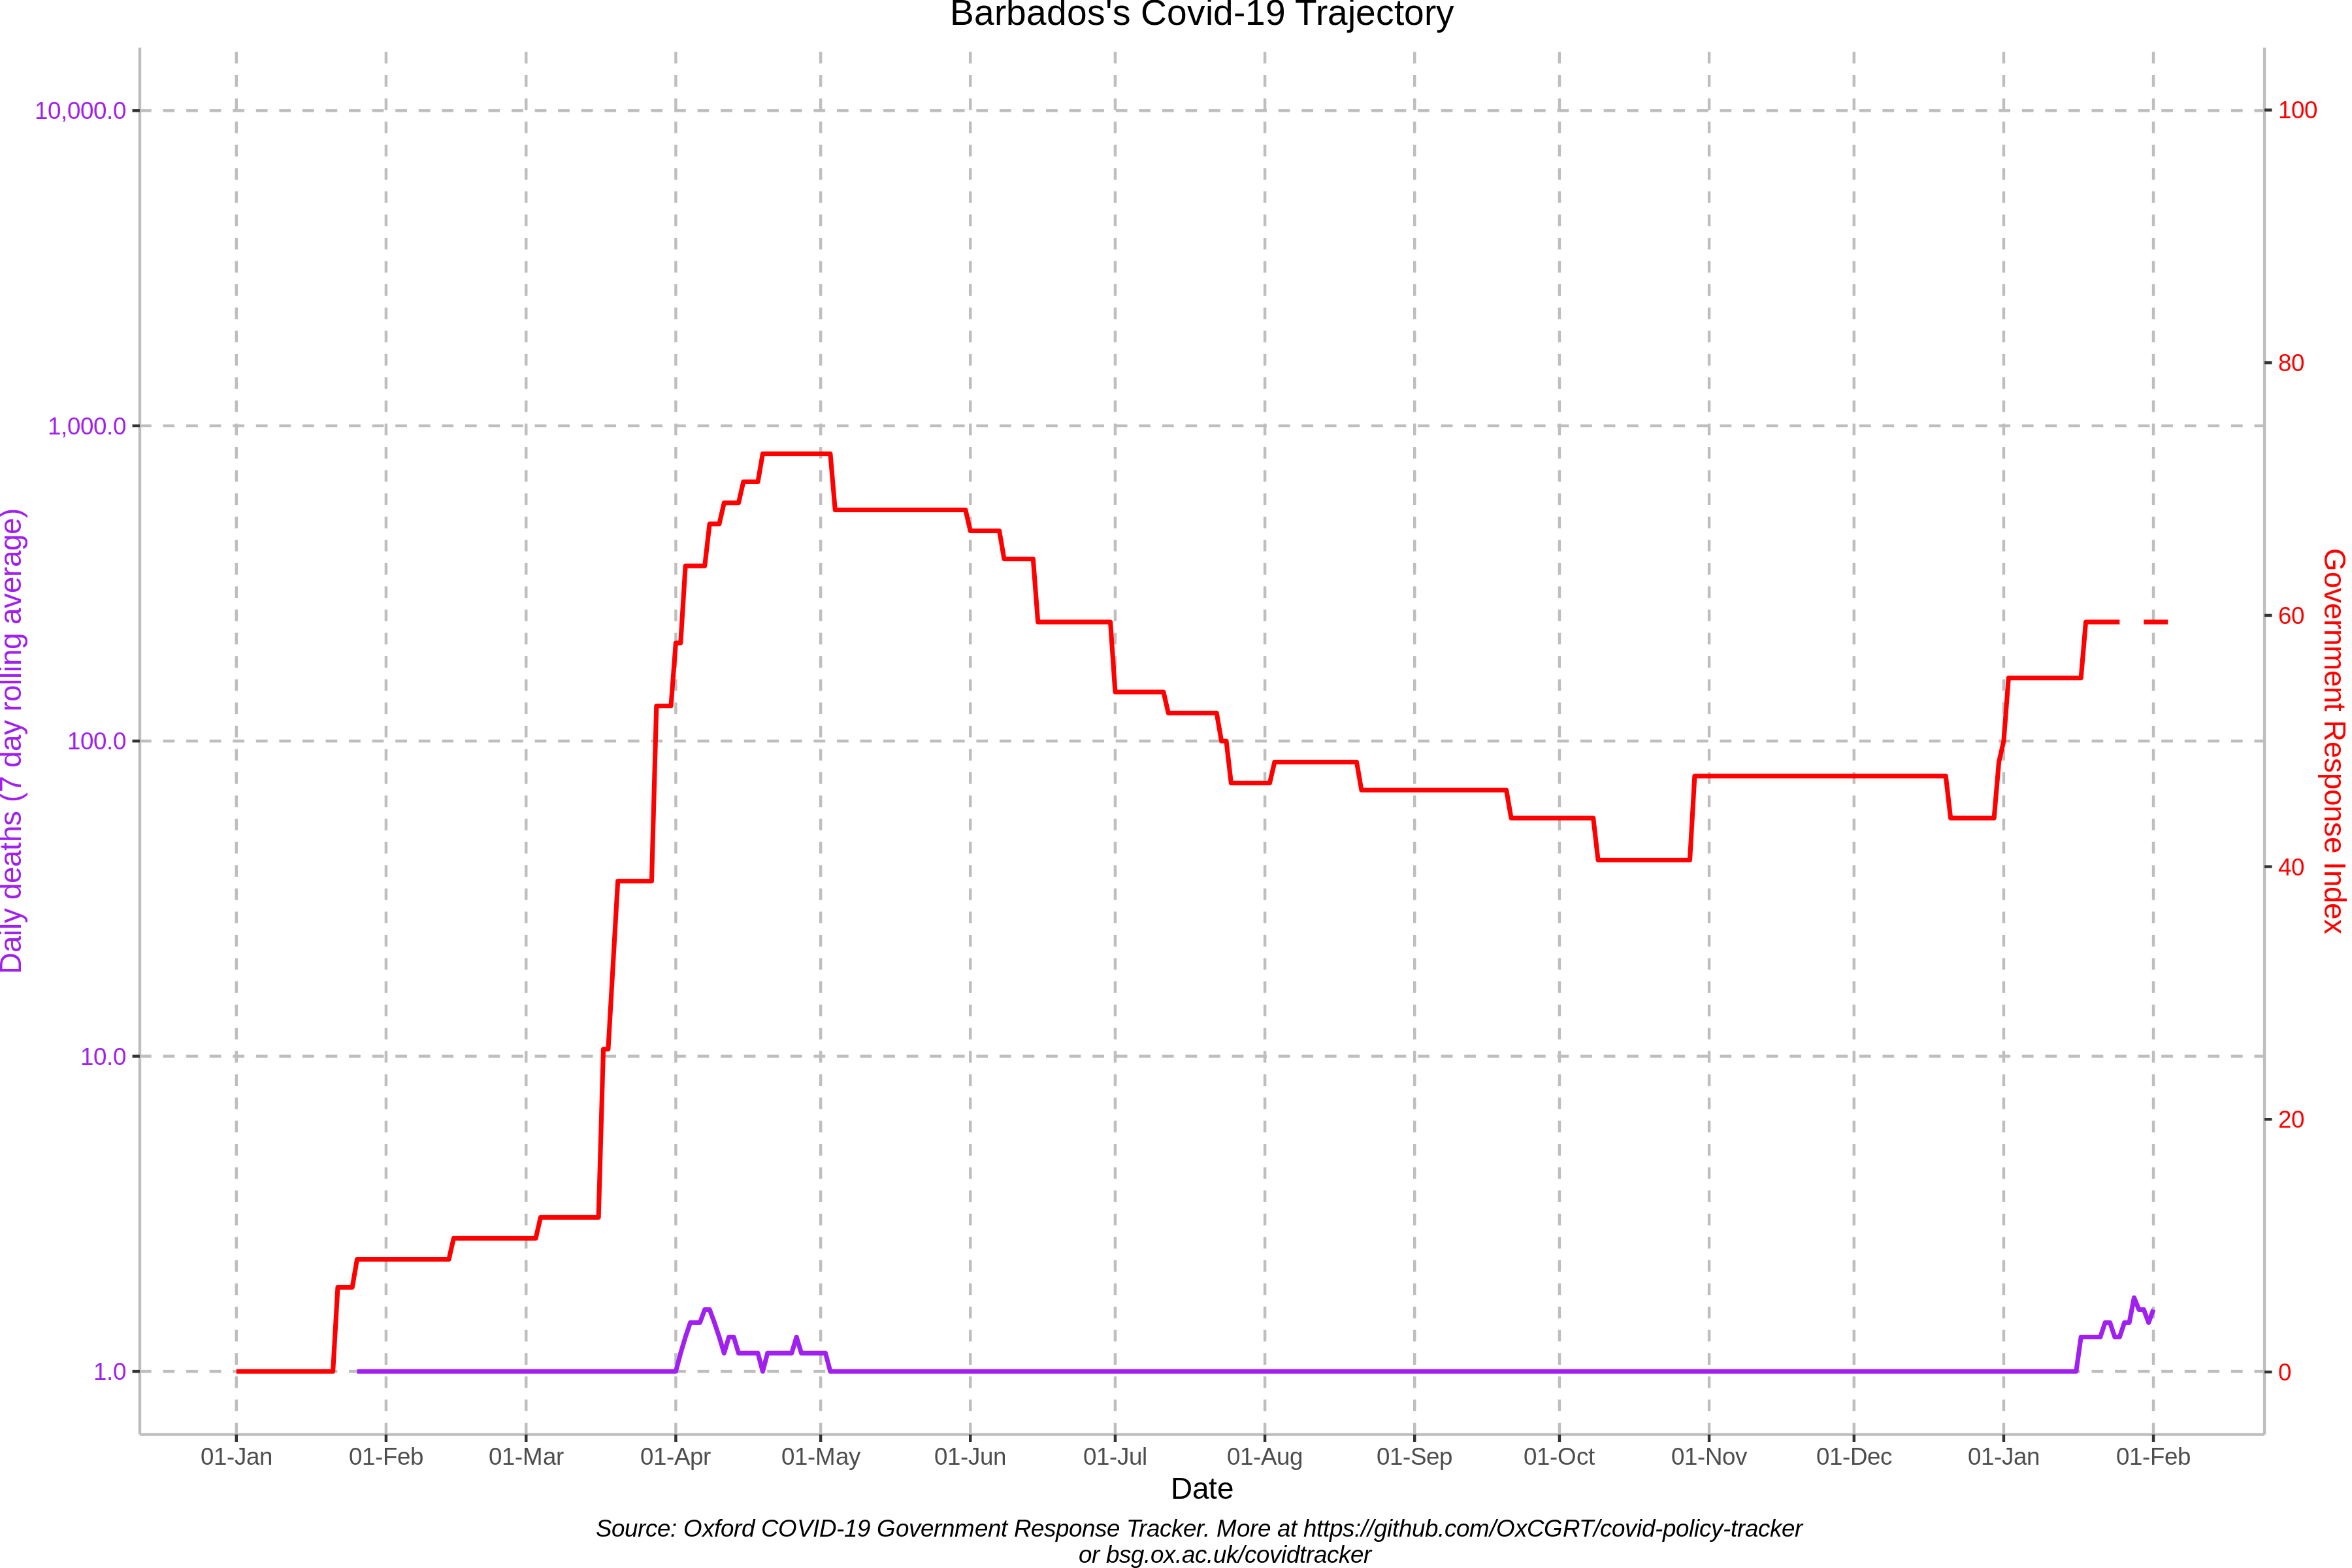 Barbados's Covid-19 Trajectory
10,000.0
1,000.0
100.0
10.0
1.0
Daily deaths (7 day rolling average)
100
80
60
40
20
0
Government Response Index
01-Jan 01-Feb 01-Mar 01-Apr 01-May 01-Jun 01-Jul 01-Aug 01-Sep 01-Oct 01-Nov 01-Dec 01-Jan 01-Feb
Date
Source: Oxford COVID-19 Government Response Tracker. More at https://github.com/OxCGRT/covid-policy-tracker
or bsg.ox.ac.uk/covidtracker